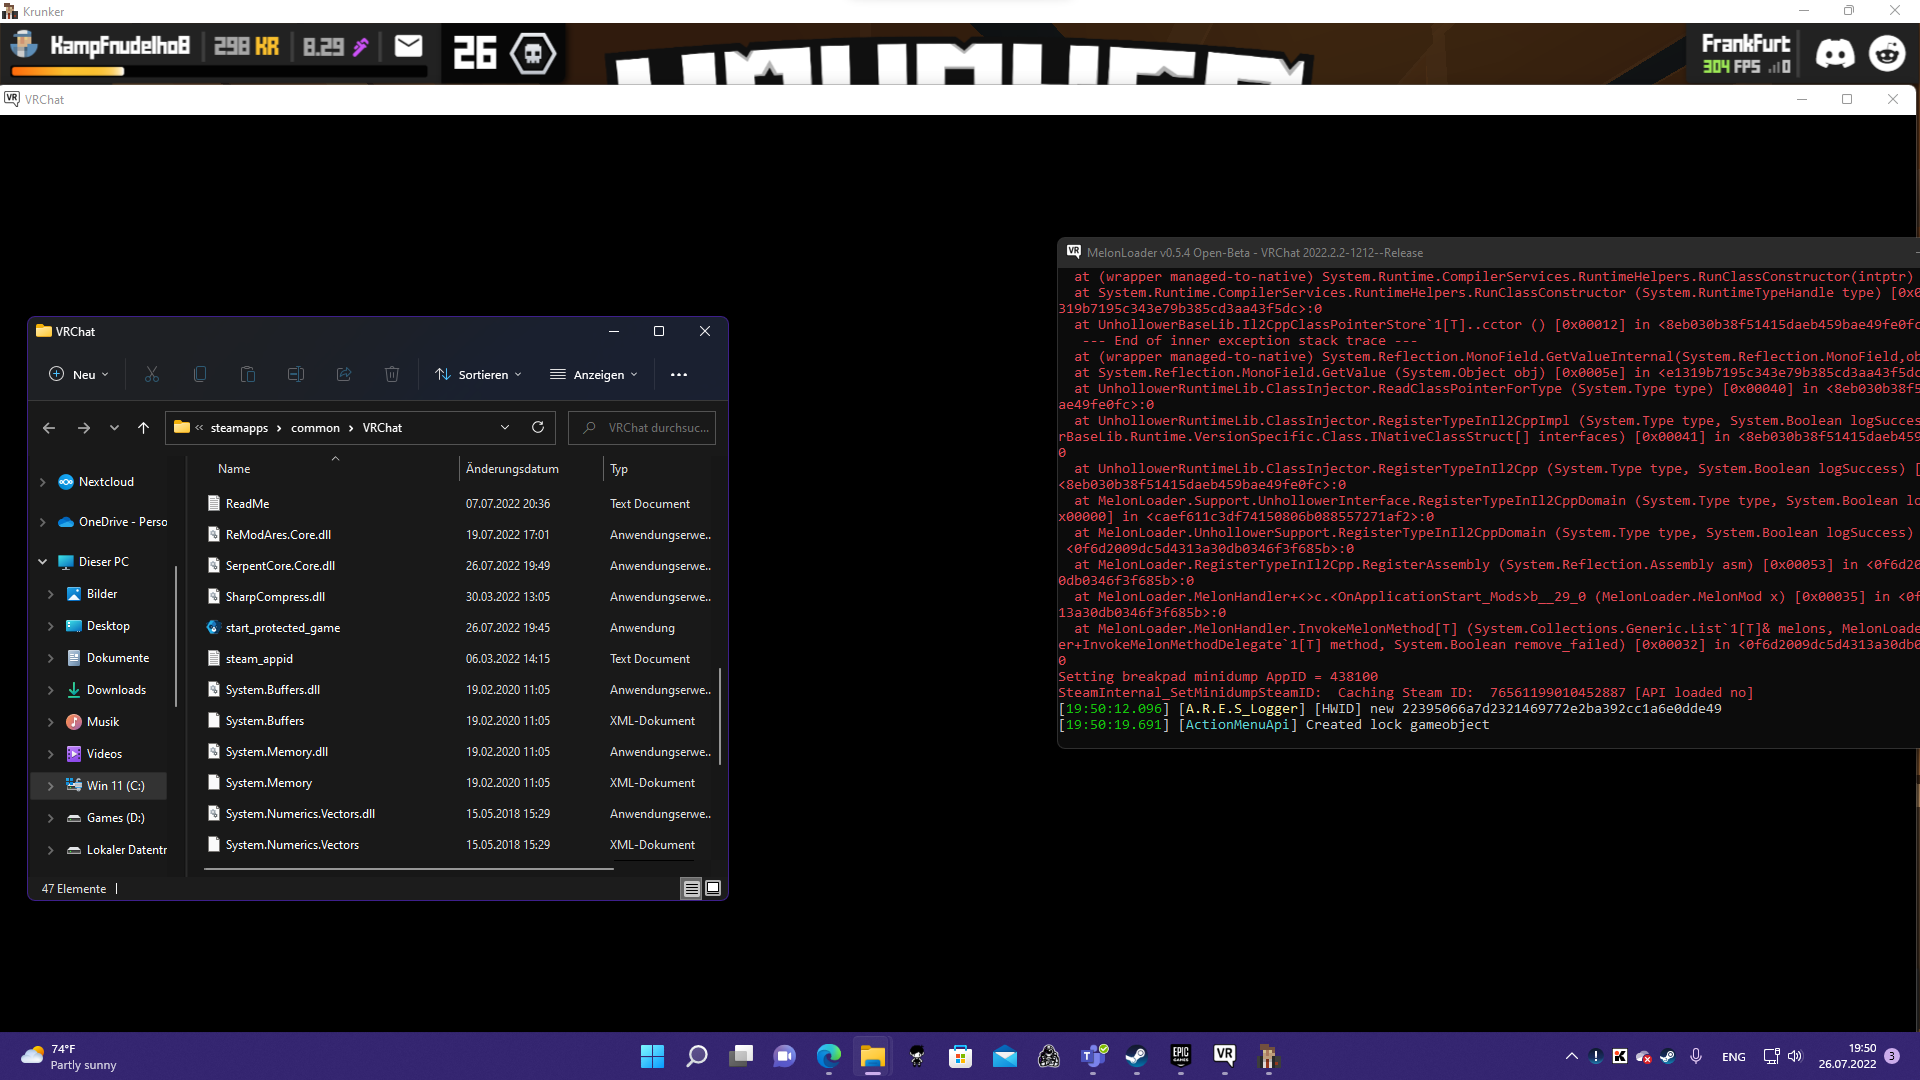 Krunker
KampFnudelho8
298 KR
8.29
26
FrankFurt
304 FPS
0
VRChat
MelonLoader v0.5.4 Open-Beta - VRChat 2022.2.2-1212--Release
at (wrapper managed-to-native) System.Runtime.CompilerServices.RuntimeHelpers.RunClassConstructor(intptr)
at System.Runtime.CompilerServices.RuntimeHelpers.RunClassConstructor (System.RuntimeTypeHandle type) [0x0
319b7195c343e79b385cd3aa43f5dc>:0
at UnhollowerBaseLib.Il2CppClassPointerStore`1[T]..cctor () [0x00012] in <8eb030b38f51415daeb459bae49fe0fc
--- End of inner exception stack trace ---
at (wrapper managed-to-native) System.Reflection.MonoField.GetValueInternal(System.Reflection.MonoField,ob
at System.Reflection.MonoField.GetValue (System.Object obj) [0x0005e] in <e1319b7195c343e79b385cd3aa43f5dc
at UnhollowerRuntimeLib.ClassInjector.ReadClassPointerForType (System.Type type) [0x00040] in <8eb030b38f5
ae49fe0fc>:0
at UnhollowerRuntimeLib.ClassInjector.RegisterTypeInIl2CppImpl (System.Type type, System.Boolean logSucces
rBaseLib.Runtime.VersionSpecific.Class.INativeClassStruct[] interfaces) [0x00041] in <8eb030b38f51415daeb459
0
at UnhollowerRuntimeLib.ClassInjector.RegisterTypeInIl2Cpp (System.Type type, System.Boolean logSuccess) [
<8eb030b38f51415daeb459bae49fe0fc>:0
at MelonLoader.Support.UnhollowerInterface.RegisterTypeInIl2CppDomain (System.Type type, System.Boolean lo
x00000] in <caef611c3df74150806b088557271af2>:0
at MelonLoader.UnhollowerSupport.RegisterTypeInIl2CppDomain (System.Type type, System.Boolean logSuccess)
<0f6d2009dc5d4313a30db0346f3f685b>:0
at MelonLoader.RegisterTypeInIl2Cpp.RegisterAssembly (System.Reflection.Assembly asm) [0x00053] in <0f6d20
0db0346f3f685b>:0
at MelonLoader.MelonHandler+<>c.<OnApplicationStart_Mods>b__29_0 (MelonLoader.MelonMod x) [0x00035] in <0f
13a30db0346f3f685b>:0
at MelonLoader.MelonHandler.InvokeMelonMethod[T] (System.Collections.Generic.List`1[T]& melons, MelonLoade
er+InvokeMelonMethodDelegate`1[T] method, System.Boolean remove_failed) [0x00032] in <0f6d2009dc5d4313a30db0
0
Setting breakpad minidump AppID = 438100
SteamInternal_SetMinidumpSteamID:  Caching Steam ID:  76561199010452887 [API loaded no]
[19:50:12.096] [A.R.E.S_Logger] [HWID] new 22395066a7d2321469772e2ba392cc1a6e0dde49
[19:50:19.691] [ActionMenuApi] Created lock gameobject
VRChat
Neu
Sortieren
Anzeigen
steamapps > common > VRChat
VRChat durchsuc...
Name Änderungsdatum Typ
Nextcloud
OneDrive - Perso
Dieser PC
Bilder
Desktop
Dokumente
Downloads
Musik
Videos
Win 11 (C:)
Games (D:)
Lokaler Datentr
ReadMe 07.07.2022 20:36 Text Document
ReModAres.Core.dll 19.07.2022 17:01 Anwendungserwe...
SerpentCore.Core.dll 26.07.2022 19:49 Anwendungserwe...
SharpCompress.dll 30.03.2022 13:05 Anwendungserwe...
start_protected_game 26.07.2022 19:45 Anwendung
steam_appid 06.03.2022 14:15 Text Document
System.Buffers.dll 19.02.2020 11:05 Anwendungserwe...
System.Buffers 19.02.2020 11:05 XML-Dokument
System.Memory.dll 19.02.2020 11:05 Anwendungserwe...
System.Memory 19.02.2020 11:05 XML-Dokument
System.Numerics.Vectors.dll 15.05.2018 15:29 Anwendungserwe...
System.Numerics.Vectors 15.05.2018 15:29 XML-Dokument
47 Elemente
74°F
Partly sunny
EPIC GAMES
VR
ENG
19:50
26.07.2022
3